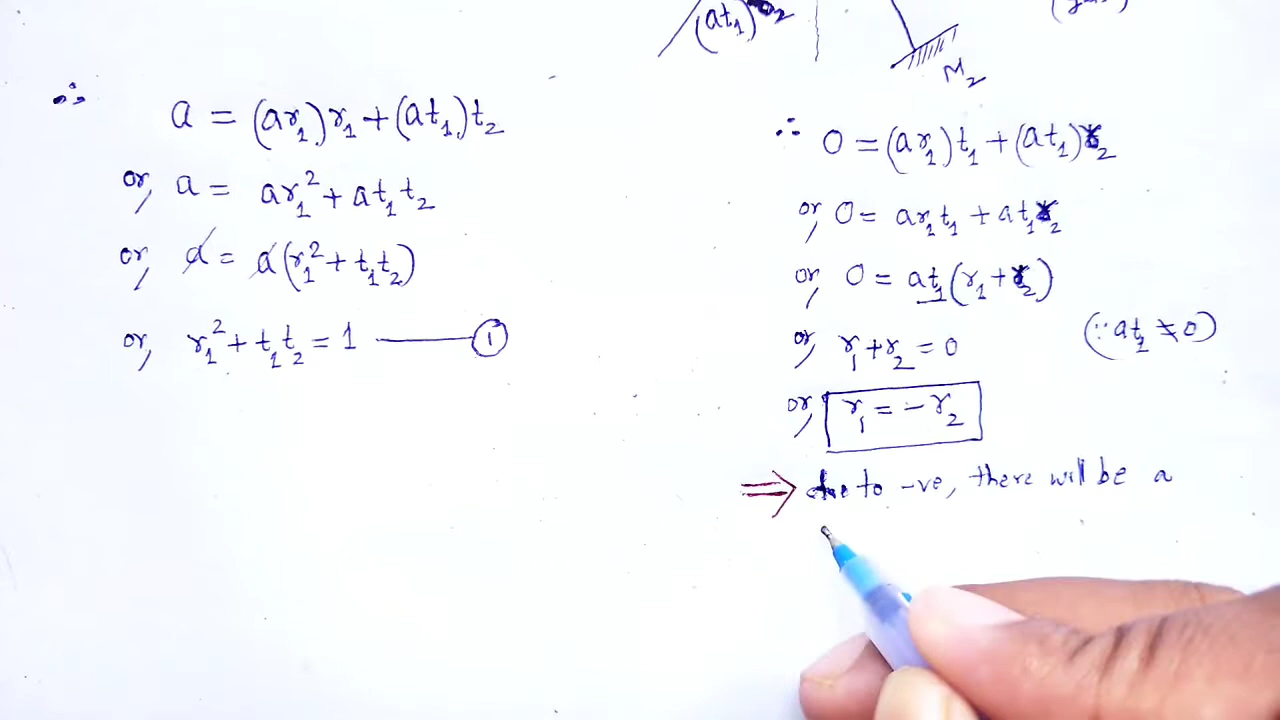 (at₁)
M₂
∴ a = (ar₁)r₁ + (at₁)t₂
or, a = ar₁² + at₁t₂
or, a = a(r₁² + t₁t₂)
or, r₁² + t₁t₂ = 1 ——— ①
∴ 0 = (ar₁)t₁ + (at₁)r₂
or, 0 = ar₁t₁ + at₁r₂
or, 0 = at₁(r₁ + r₂)
or, r₁ + r₂ = 0 (∵ at₁ ≠ 0)
or, r₁ = -r₂
⇒ due to -ve, there will be a